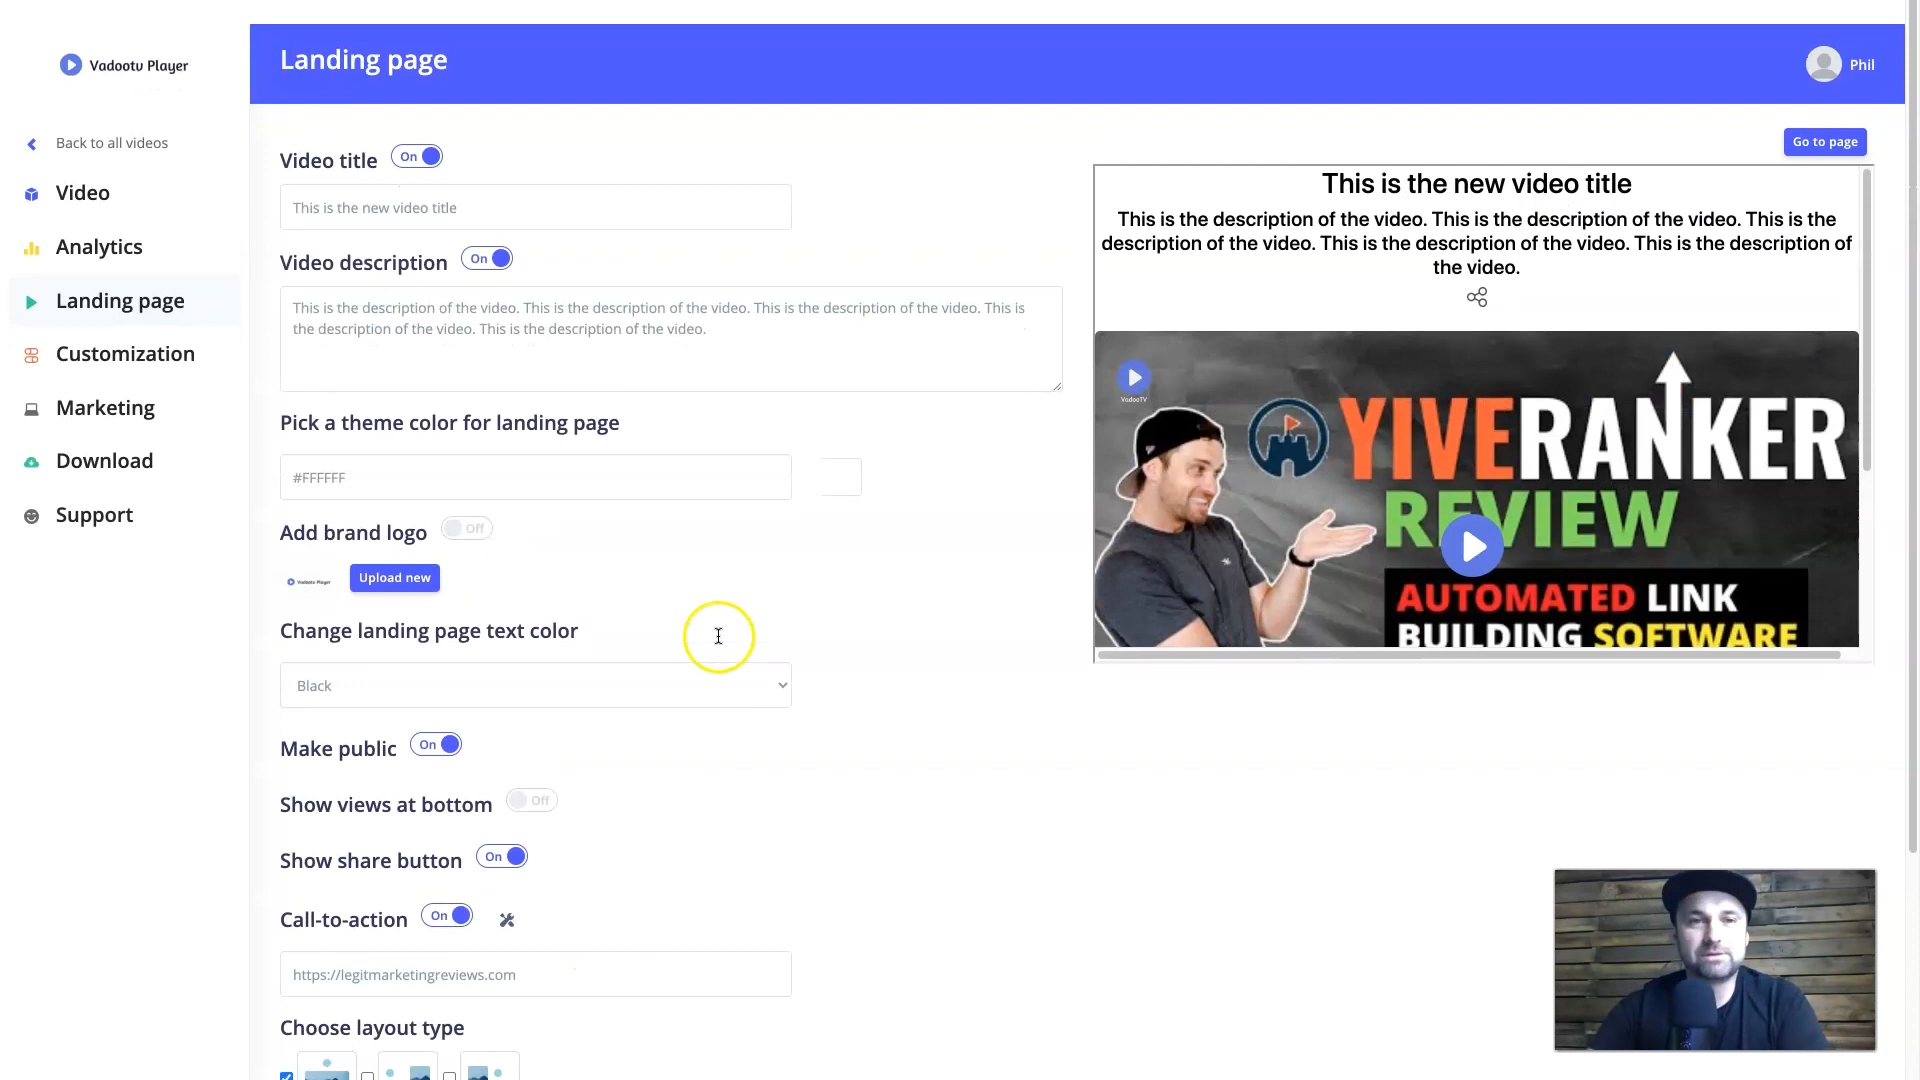 Vadootv Player
Landing page
Phil
Back to all videos
Video
Analytics
Landing page
Customization
Marketing
Download
Support
Video title On
This is the new video title
Video description On
This is the description of the video. This is the description of the video. This is the description of the video. This is
the description of the video. This is the description of the video.
Pick a theme color for landing page
#FFFFFF
Add brand logo Off
Vadootv Player
Upload new
Change landing page text color
Black
Make public On
Show views at bottom Off
Show share button On
Call-to-action On
https://legitmarketingreviews.com
Choose layout type
Go to page
This is the new video title
This is the description of the video. This is the description of the video. This is the
description of the video. This is the description of the video. This is the description of
the video.
VadooTV
YIVERANKER
REVIEW
AUTOMATED LINK
BUILDING SOFTWARE